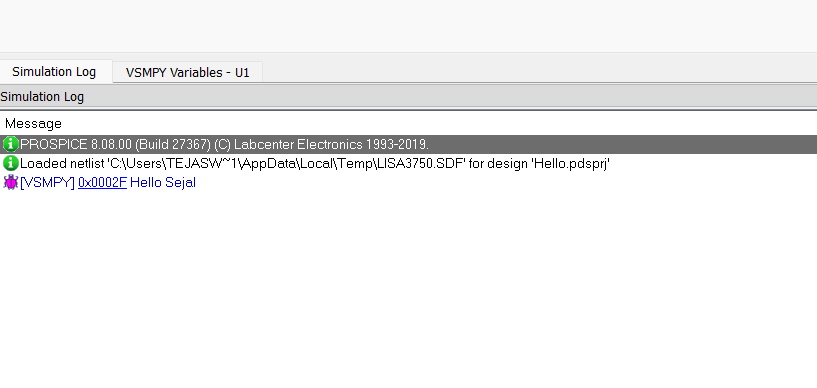 Simulation Log VSMPY Variables - U1
Simulation Log
Message
PROSPICE 8.08.00 (Build 27367) (C) Labcenter Electronics 1993-2019.
Loaded netlist 'C:\Users\TEJASW~1\AppData\Local\Temp\LISA3750.SDF' for design 'Hello.pdsprj'
[VSMPY] 0x0002F Hello Sejal